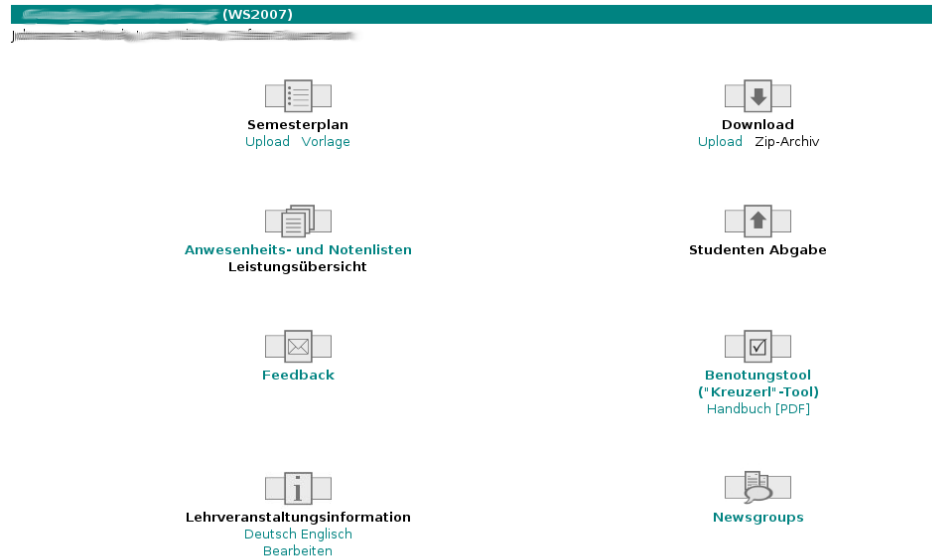 (WS2007)
Semesterplan
Upload Vorlage
Download
Upload Zip-Archiv
Anwesenheits- und Notenlisten
Leistungsübersicht
Studenten Abgabe
Feedback
Benotungstool
("Kreuzerl"-Tool)
Handbuch [PDF]
Lehrveranstaltungsinformation
Deutsch Englisch
Bearbeiten
Newsgroups